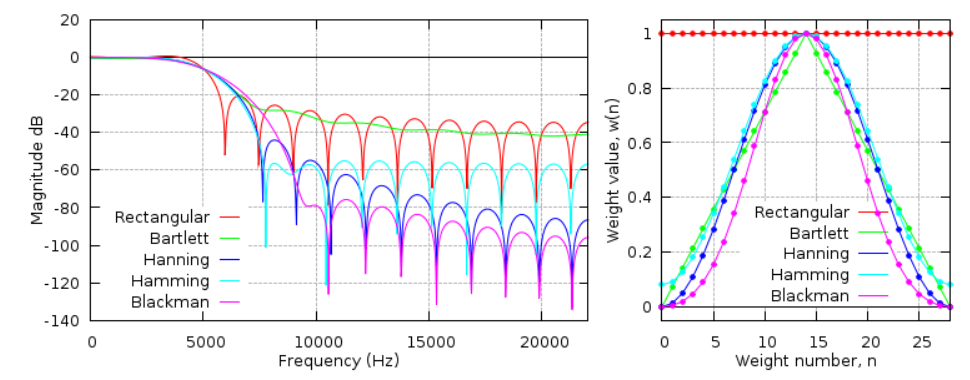 20
0
-20
-40
-60
-80
-100
-120
-140
Magnitude dB
Rectangular
Bartlett
Hanning
Hamming
Blackman
0 5000 10000 15000 20000
Frequency (Hz)
1
0.8
0.6
0.4
0.2
0
Weight value, w(n)
Rectangular
Bartlett
Hanning
Hamming
Blackman
0 5 10 15 20 25
Weight number, n